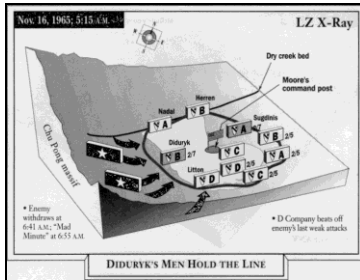 Nov. 16, 1965; 5:15 A.M.
LZ X-Ray
Dry creek bed
Moore's
command post
Herren
Nadal
B
A
Sugdinis
A
Diduryk
B
2/7
B
2/5
C
A
2/5
Litton
D
D
2/5
C
2/5
Chu Pong massif
• Enemy
withdraws at
6:41 A.M.; "Mad
Minute" at 6:55 A.M.
• D Company beats off
enemy's last weak attacks
DIDURYK'S MEN HOLD THE LINE